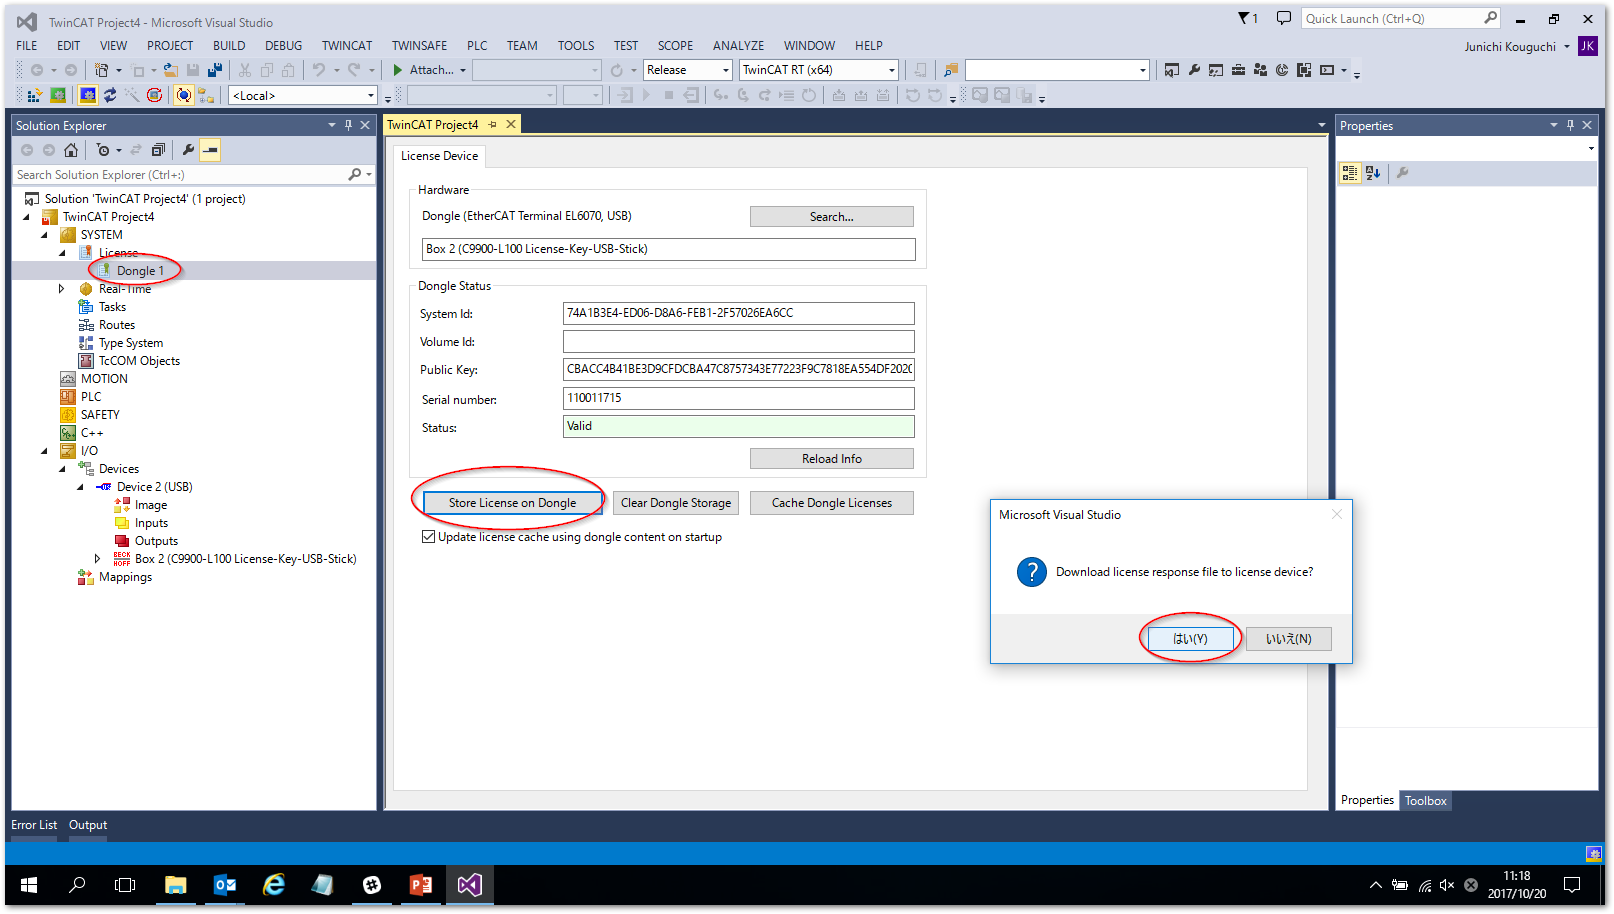 TwinCAT Project4 - Microsoft Visual Studio
1
Quick Launch (Ctrl+Q)
FILE EDIT VIEW PROJECT BUILD DEBUG TWINCAT TWINSAFE PLC TEAM TOOLS TEST SCOPE ANALYZE WINDOW HELP
Junichi Kouguchi JK
Attach... Release TwinCAT RT (x64)
<Local>
Solution Explorer
Search Solution Explorer (Ctrl+:)
Solution 'TwinCAT Project4' (1 project)
TwinCAT Project4
SYSTEM
License
Dongle 1
Real-Time
Tasks
Routes
Type System
TcCOM Objects
MOTION
PLC
SAFETY
C++
I/O
Devices
Device 2 (USB)
Image
Inputs
Outputs
BECK HOFF
Box 2 (C9900-L100 License-Key-USB-Stick)
Mappings
TwinCAT Project4
License Device
Hardware
Dongle (EtherCAT Terminal EL6070, USB) Search...
Box 2 (C9900-L100 License-Key-USB-Stick)
Dongle Status
System Id: 74A1B3E4-ED06-D8A6-FEB1-2F57026EA6CC
Volume Id:
Public Key: CBACC4B41BE3D9CFDCBA47C8757343E77223F9C7818EA554DF202C
Serial number: 110011715
Status: Valid
Reload Info
Store License on Dongle Clear Dongle Storage Cache Dongle Licenses
Update license cache using dongle content on startup
Microsoft Visual Studio
Download license response file to license device?
はい(Y) いいえ(N)
Properties
Properties Toolbox
Error List Output
11:18
2017/10/20